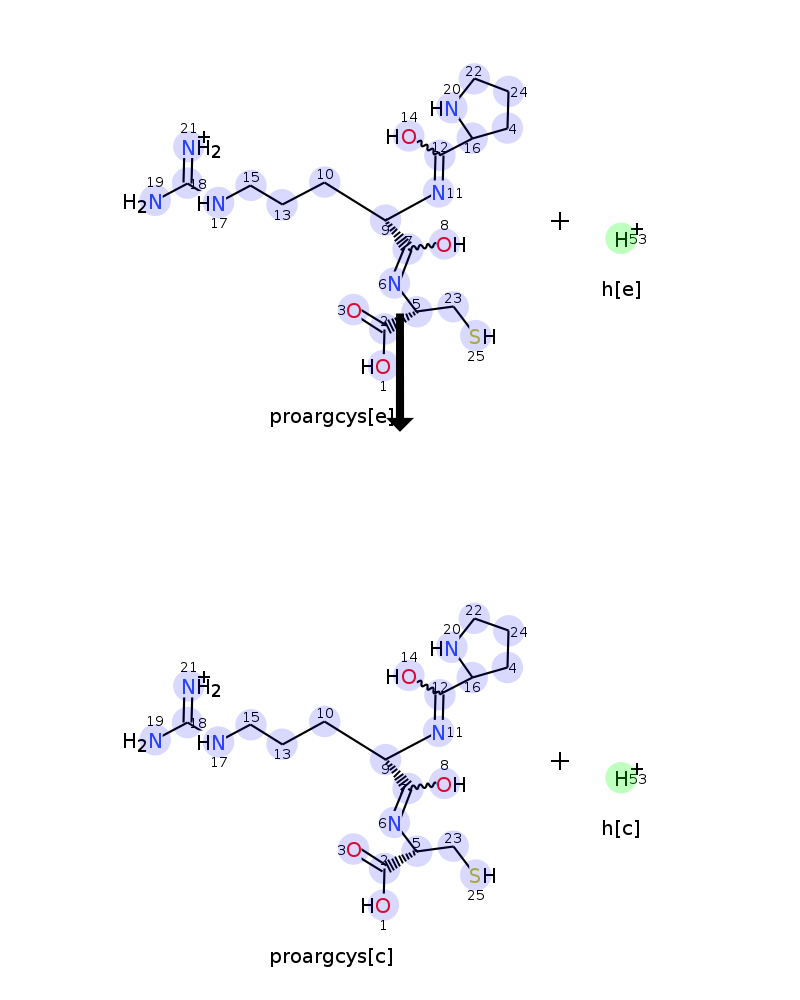 22
20
24
14
HN
HO
4
21
12
16
NH2+
19
18
15
10
N11
H2N
HN
13
17
9
8
+
H+53
7
OH
6N
h[e]
3O
5
23
2
SH
HO
25
1
proargcys[e]
22
20
24
14
HN
HO
4
21
12
16
NH2+
19
18
15
10
N11
H2N
HN
13
17
9
8
+
H+53
OH
6N
h[c]
3O
5
23
2
SH
HO
25
1
proargcys[c]